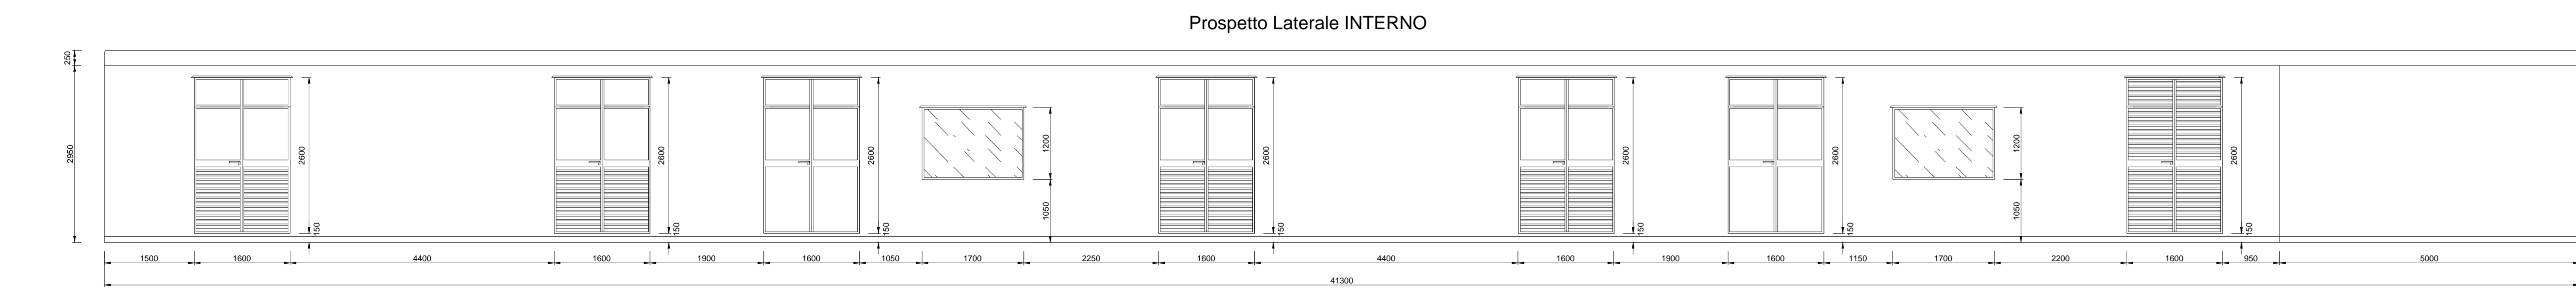 Prospetto Laterale INTERNO
250
2950
2600 2600 2600 1200 2600 2600 2600 1200 2600
150 150 150 1050 150 150 150 1050 150
1500 1600 4400 1600 1900 1600 1050 1700 2250 1600 4400 1600 1900 1600 1150 1700 2200 1600 950 5000
41300